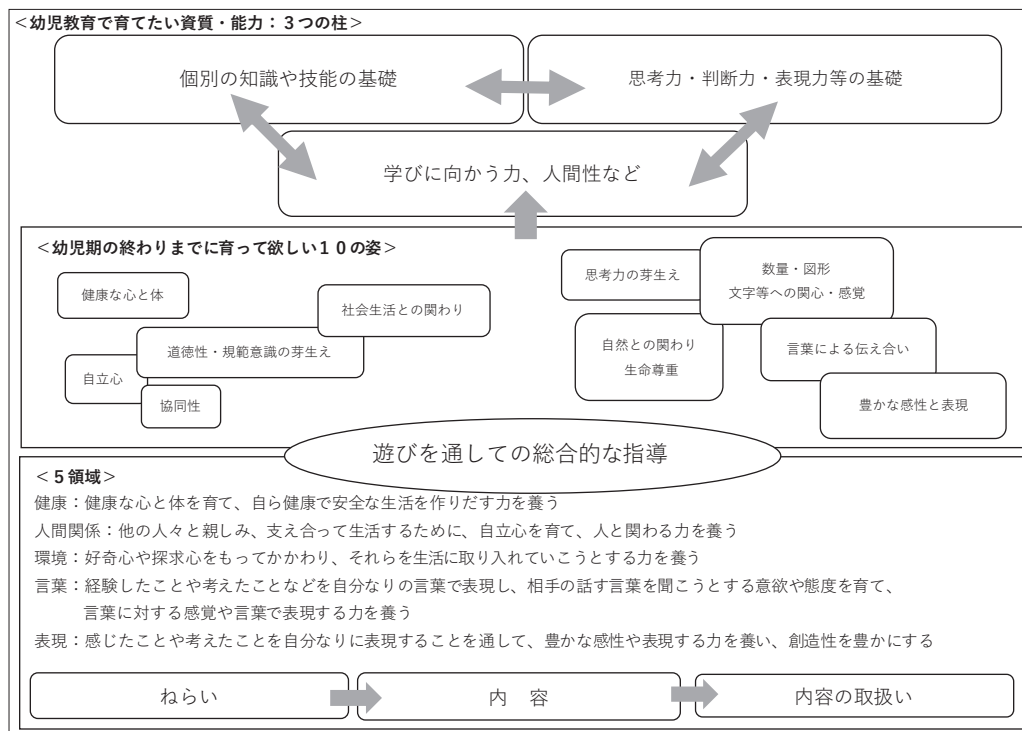 ＜幼児教育で育てたい資質・能力：３つの柱＞
個別の知識や技能の基礎
思考力・判断力・表現力等の基礎
学びに向かう力、人間性など
＜幼児期の終わりまでに育って欲しい１０の姿＞
健康な心と体
社会生活との関わり
道徳性・規範意識の芽生え
自立心
協同性
思考力の芽生え
数量・図形
文字等への関心・感覚
自然との関わり
生命尊重
言葉による伝え合い
豊かな感性と表現
遊びを通しての総合的な指導
＜５領域＞
健康：健康な心と体を育て、自ら健康で安全な生活を作りだす力を養う
人間関係：他の人々と親しみ、支え合って生活するために、自立心を育て、人と関わる力を養う
環境：好奇心や探求心をもってかかわり、それらを生活に取り入れていこうとする力を養う
言葉：経験したことや考えたことなどを自分なりの言葉で表現し、相手の話す言葉を聞こうとする意欲や態度を育て、
言葉に対する感覚や言葉で表現する力を養う
表現：感じたことや考えたことを自分なりに表現することを通して、豊かな感性や表現する力を養い、創造性を豊かにする
ねらい
内　容
内容の取扱い